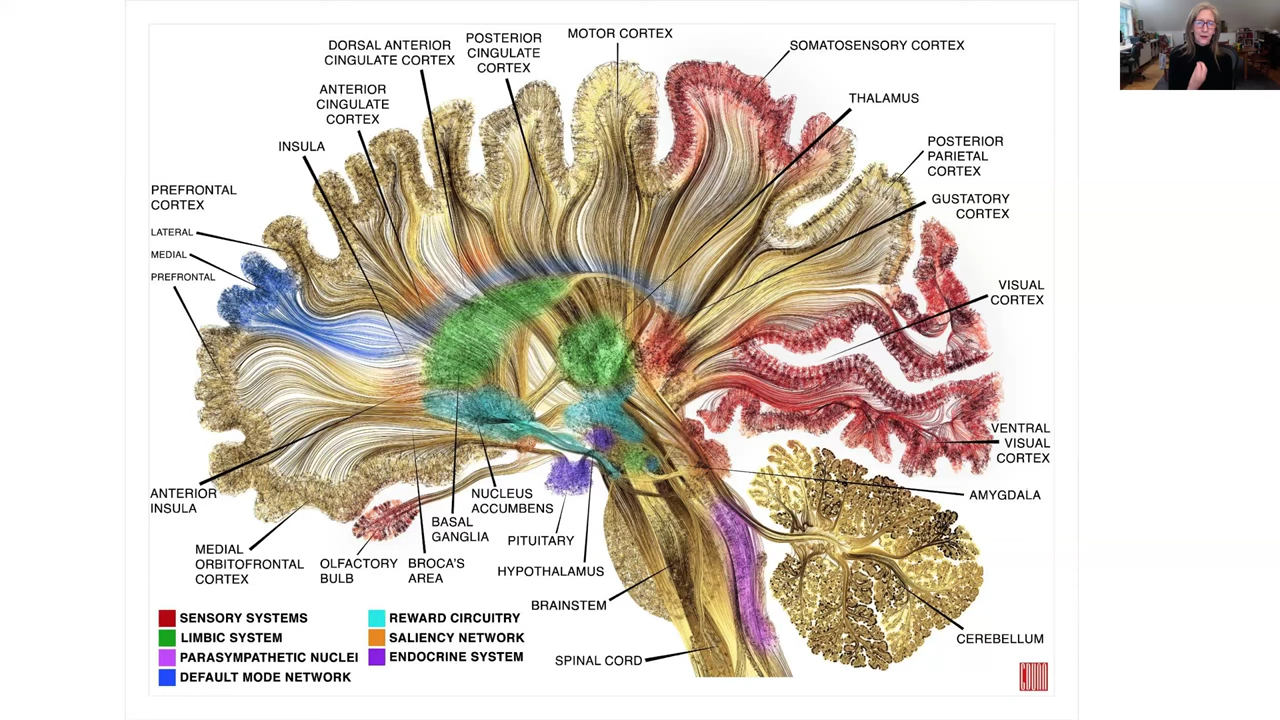 MOTOR CORTEX
POSTERIOR
CINGULATE
CORTEX
DORSAL ANTERIOR
CINGULATE CORTEX
SOMATOSENSORY CORTEX
ANTERIOR
CINGULATE
CORTEX
THALAMUS
INSULA
POSTERIOR
PARIETAL
CORTEX
PREFRONTAL
CORTEX
LATERAL
MEDIAL
PREFRONTAL
GUSTATORY
CORTEX
VISUAL
CORTEX
VENTRAL
VISUAL
CORTEX
ANTERIOR
INSULA
AMYGDALA
NUCLEUS
ACCUMBENS
BASAL
GANGLIA
PITUITARY
MEDIAL
ORBITOFRONTAL
CORTEX
OLFACTORY
BULB
BROCA'S
AREA
HYPOTHALAMUS
BRAINSTEM
CEREBELLUM
SPINAL CORD
SENSORY SYSTEMS
LIMBIC SYSTEM
PARASYMPATHETIC NUCLEI
DEFAULT MODE NETWORK
REWARD CIRCUITRY
SALIENCY NETWORK
ENDOCRINE SYSTEM